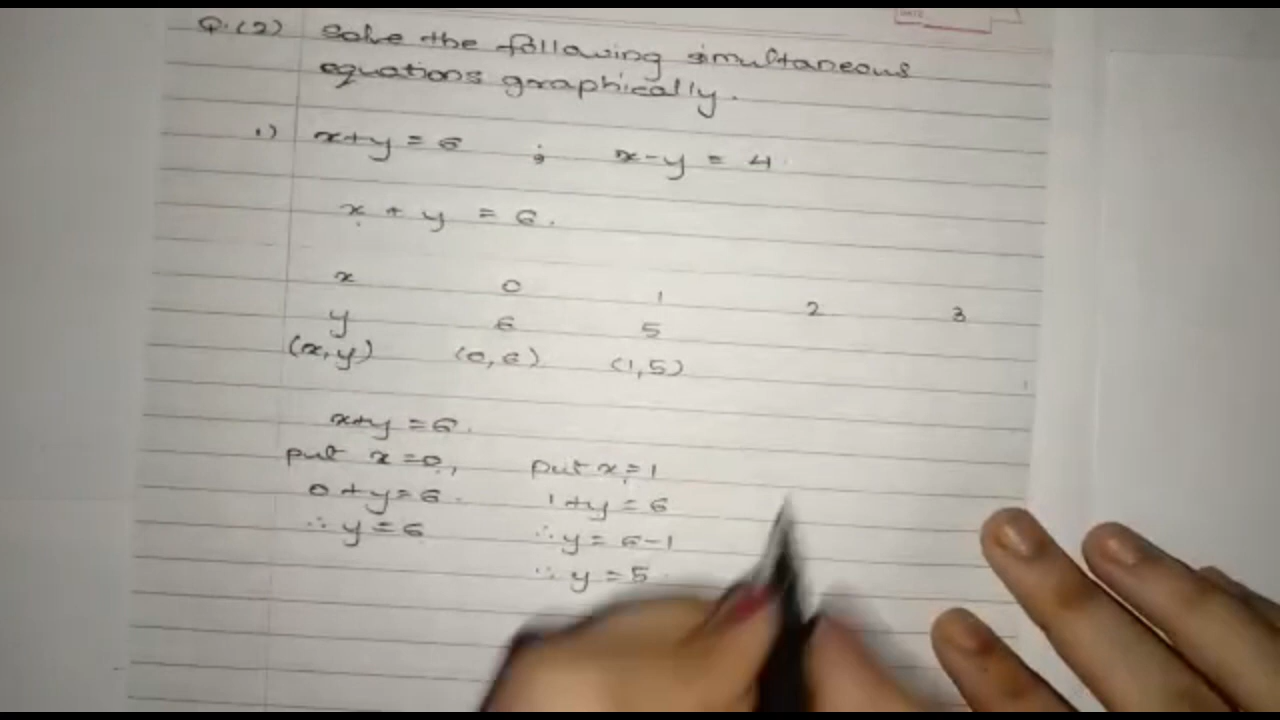 Q.(2) Solve the following simultaneous
equations graphically.
1) x+y = 6 ; x-y = 4.
x + y = 6.
x 0 1 2 3
y 6 5
(x,y) (0,6) (1,5)
x+y = 6.
put x=0, put x=1
0+y=6. 1+y = 6
∴ y=6 ∴ y = 6-1
∴ y = 5.